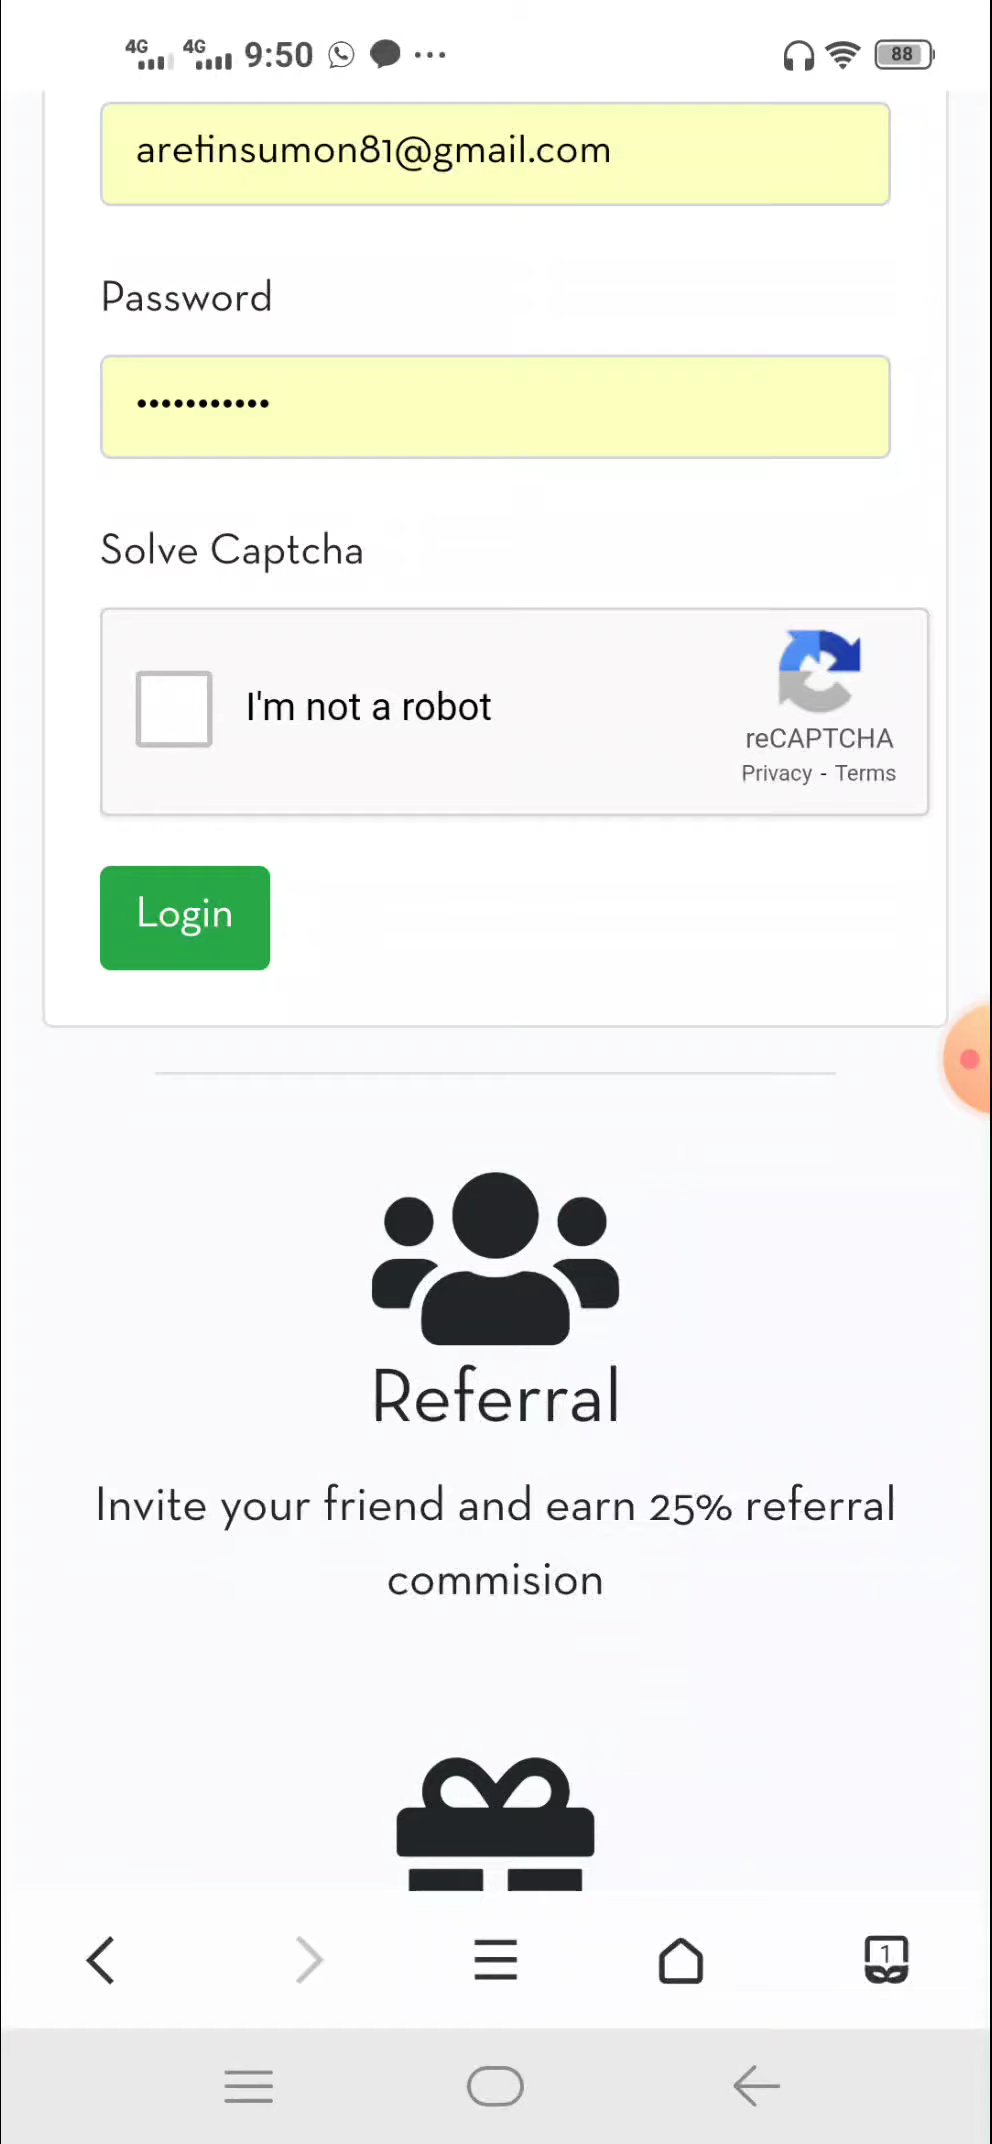 4G 4G 9:50 88
aretinsumon81@gmail.com
Password
•••••••••••
Solve Captcha
I'm not a robot
reCAPTCHA
Privacy - Terms
Login
Referral
Invite your friend and earn 25% referral
commision
1